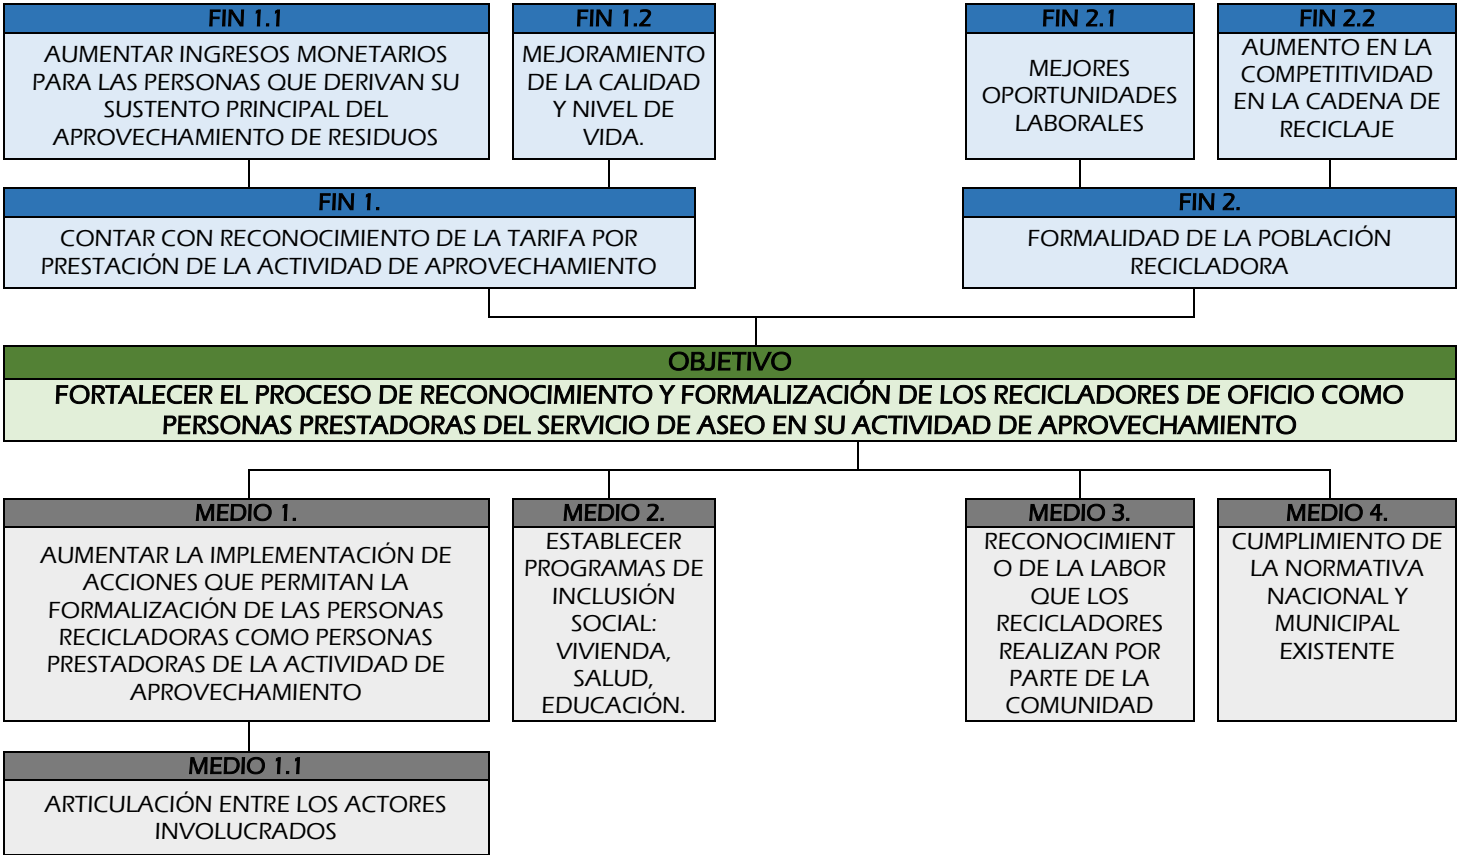 FIN 1.1
AUMENTAR INGRESOS MONETARIOS
PARA LAS PERSONAS QUE DERIVAN SU
SUSTENTO PRINCIPAL DEL
APROVECHAMIENTO DE RESIDUOS
FIN 1.2
MEJORAMIENTO
DE LA CALIDAD
Y NIVEL DE
VIDA.
FIN 2.1
MEJORES
OPORTUNIDADES
LABORALES
FIN 2.2
AUMENTO EN LA
COMPETITIVIDAD
EN LA CADENA DE
RECICLAJE
FIN 1.
CONTAR CON RECONOCIMIENTO DE LA TARIFA POR
PRESTACIÓN DE LA ACTIVIDAD DE APROVECHAMIENTO
FIN 2.
FORMALIDAD DE LA POBLACIÓN
RECICLADORA
OBJETIVO
FORTALECER EL PROCESO DE RECONOCIMIENTO Y FORMALIZACIÓN DE LOS RECICLADORES DE OFICIO COMO
PERSONAS PRESTADORAS DEL SERVICIO DE ASEO EN SU ACTIVIDAD DE APROVECHAMIENTO
MEDIO 1.
AUMENTAR LA IMPLEMENTACIÓN DE
ACCIONES QUE PERMITAN LA
FORMALIZACIÓN DE LAS PERSONAS
RECICLADORAS COMO PERSONAS
PRESTADORAS DE LA ACTIVIDAD DE
APROVECHAMIENTO
MEDIO 2.
ESTABLECER
PROGRAMAS DE
INCLUSIÓN
SOCIAL:
VIVIENDA,
SALUD,
EDUCACIÓN.
MEDIO 3.
RECONOCIMIENT
O DE LA LABOR
QUE LOS
RECICLADORES
REALIZAN POR
PARTE DE LA
COMUNIDAD
MEDIO 4.
CUMPLIMIENTO DE
LA NORMATIVA
NACIONAL Y
MUNICIPAL
EXISTENTE
MEDIO 1.1
ARTICULACIÓN ENTRE LOS ACTORES
INVOLUCRADOS